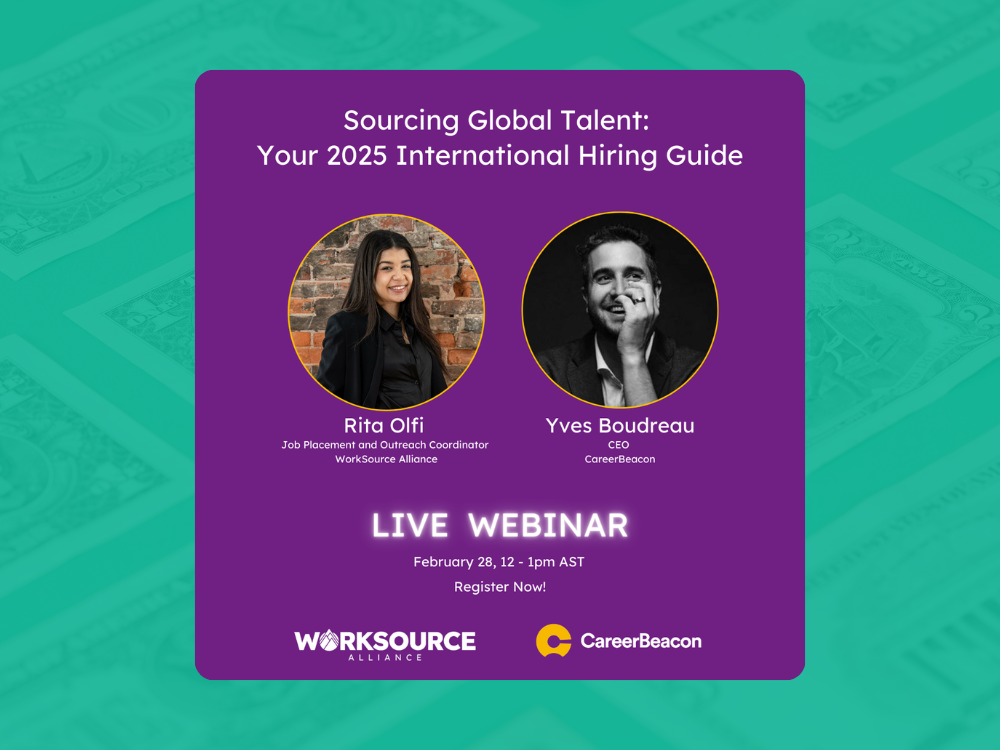 Sourcing Global Talent:
Your 2025 International Hiring Guide
Rita Olfi
Job Placement and Outreach Coordinator
WorkSource Alliance
Yves Boudreau
CEO
CareerBeacon
LIVE WEBINAR
February 28, 12 - 1pm AST
Register Now!
WORKSOURCE
ALLIANCE
CareerBeacon